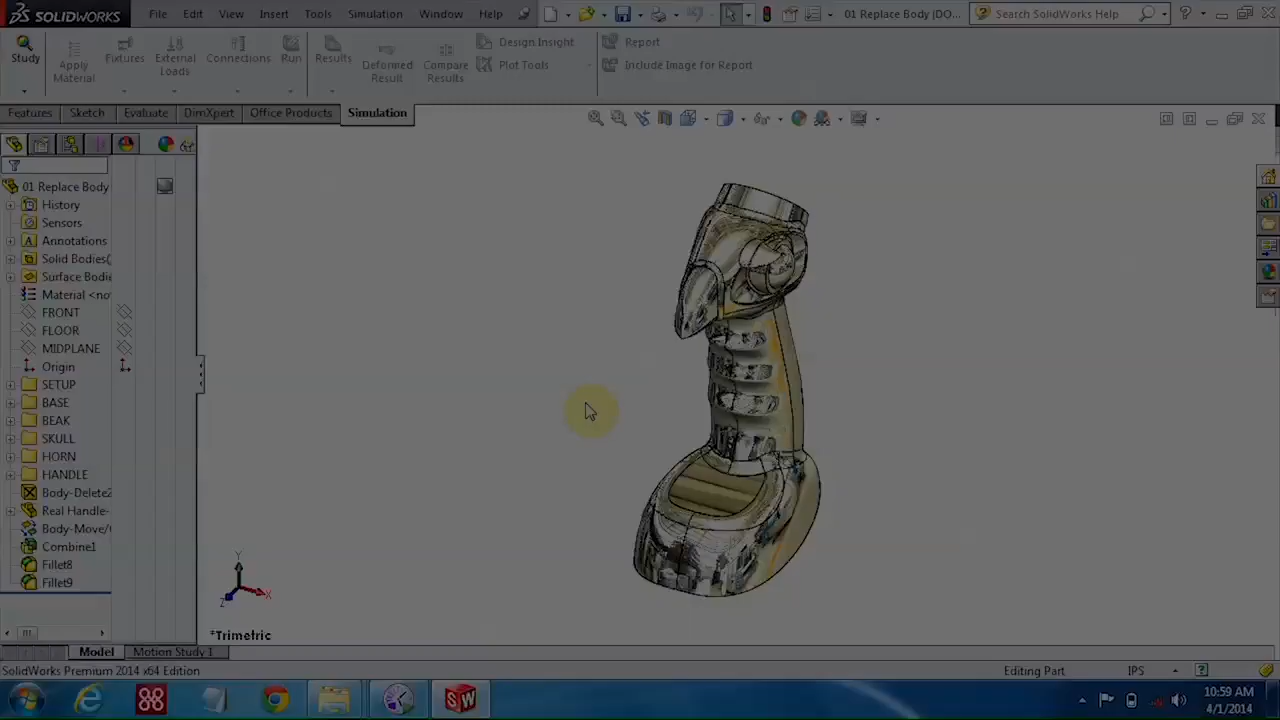 SOLIDWORKS
File Edit View Insert Tools Simulation Window Help
01 Replace Body (DO...
Search SolidWorks Help
Study
Apply Material
Fixtures
External Loads
Connections
Run
Results
Deformed Result
Compare Results
Design Insight
Plot Tools
Report
Include Image for Report
Features Sketch Evaluate DimXpert Office Products Simulation
01 Replace Body
History
Sensors
Annotations
Solid Bodies(
Surface Bodie
Material <no
FRONT
FLOOR
MIDPLANE
Origin
SETUP
BASE
BEAK
SKULL
HORN
HANDLE
Body-Delete2
Real Handle-
Body-Move/
Combine1
Fillet8
Fillet9
Y
X
Z
*Trimetric
Model Motion Study 1
SolidWorks Premium 2014 x64 Edition
Editing Part
IPS
10:59 AM
4/1/2014